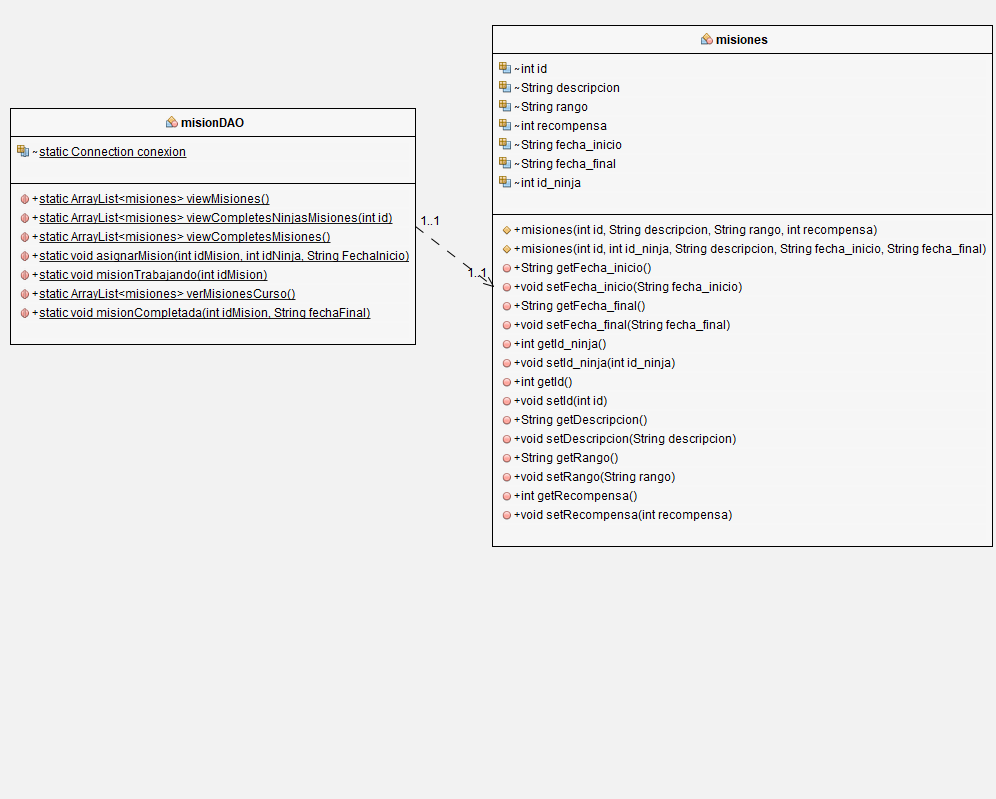 misionDAO
~static Connection conexion
+static ArrayList<misiones> viewMisiones()
+static ArrayList<misiones> viewCompletesNinjasMisiones(int id)
+static ArrayList<misiones> viewCompletesMisiones()
+static void asignarMision(int idMision, int idNinja, String FechaInicio)
+static void misionTrabajando(int idMision)
+static ArrayList<misiones> verMisionesCurso()
+static void misionCompletada(int idMision, String fechaFinal)
1..1
1..1
misiones
~int id
~String descripcion
~String rango
~int recompensa
~String fecha_inicio
~String fecha_final
~int id_ninja
+misiones(int id, String descripcion, String rango, int recompensa)
+misiones(int id, int id_ninja, String descripcion, String fecha_inicio, String fecha_final)
+String getFecha_inicio()
+void setFecha_inicio(String fecha_inicio)
+String getFecha_final()
+void setFecha_final(String fecha_final)
+int getId_ninja()
+void setId_ninja(int id_ninja)
+int getId()
+void setId(int id)
+String getDescripcion()
+void setDescripcion(String descripcion)
+String getRango()
+void setRango(String rango)
+int getRecompensa()
+void setRecompensa(int recompensa)